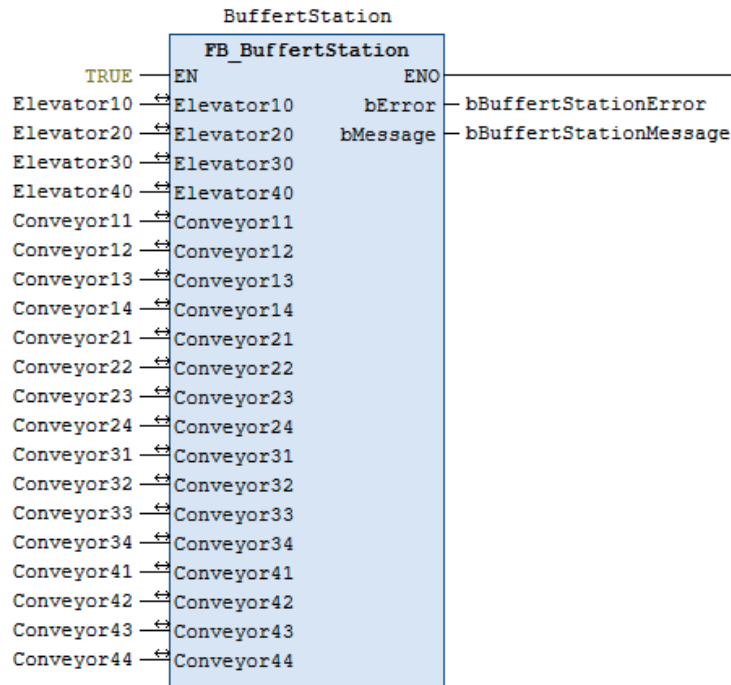 BuffertStation
FB_BuffertStation
TRUE EN ENO
Elevator10 Elevator10 bError bBuffertStationError
Elevator20 Elevator20 bMessage bBuffertStationMessage
Elevator30 Elevator30
Elevator40 Elevator40
Conveyor11 Conveyor11
Conveyor12 Conveyor12
Conveyor13 Conveyor13
Conveyor14 Conveyor14
Conveyor21 Conveyor21
Conveyor22 Conveyor22
Conveyor23 Conveyor23
Conveyor24 Conveyor24
Conveyor31 Conveyor31
Conveyor32 Conveyor32
Conveyor33 Conveyor33
Conveyor34 Conveyor34
Conveyor41 Conveyor41
Conveyor42 Conveyor42
Conveyor43 Conveyor43
Conveyor44 Conveyor44